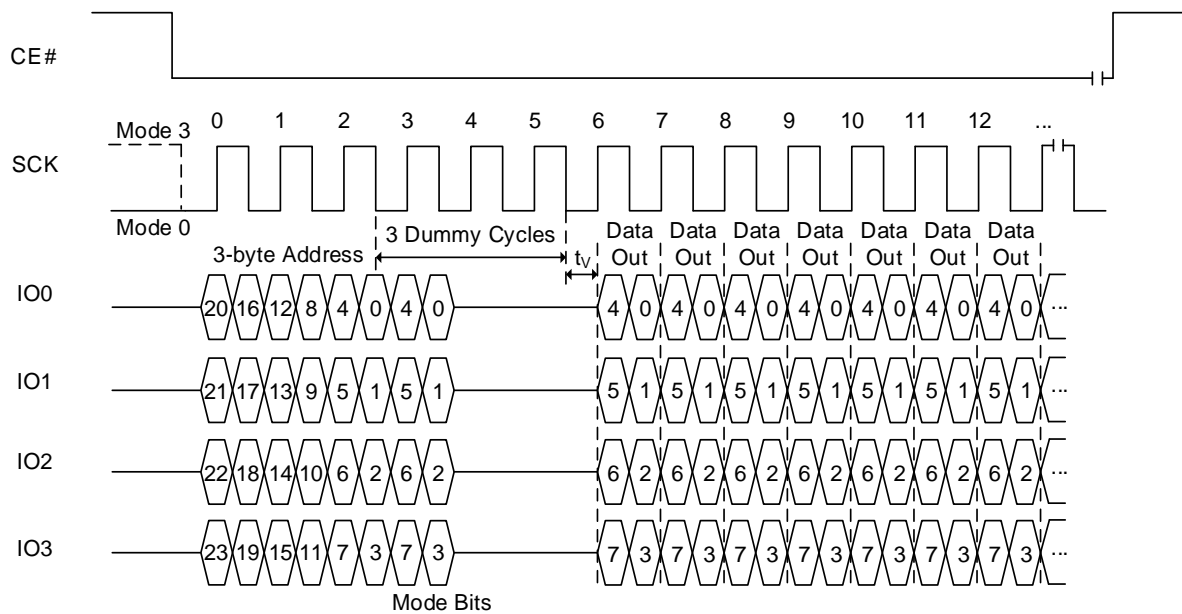 CE#
Mode 3 0 1 2 3 4 5 6 7 8 9 10 11 12 ...
SCK
Mode 0
3-byte Address 3 Dummy Cycles tV Data Out Data Out Data Out Data Out Data Out Data Out Data Out
IO0 20 16 12 8 4 0 4 0 4 0 4 0 4 0 4 0 4 0 4 0 4 0 ...
IO1 21 17 13 9 5 1 5 1 5 1 5 1 5 1 5 1 5 1 5 1 5 1 ...
IO2 22 18 14 10 6 2 6 2 6 2 6 2 6 2 6 2 6 2 6 2 6 2 ...
IO3 23 19 15 11 7 3 7 3 7 3 7 3 7 3 7 3 7 3 7 3 7 3 ...
Mode Bits